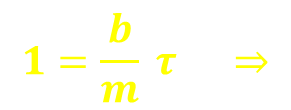 1 = b/m τ ⇒